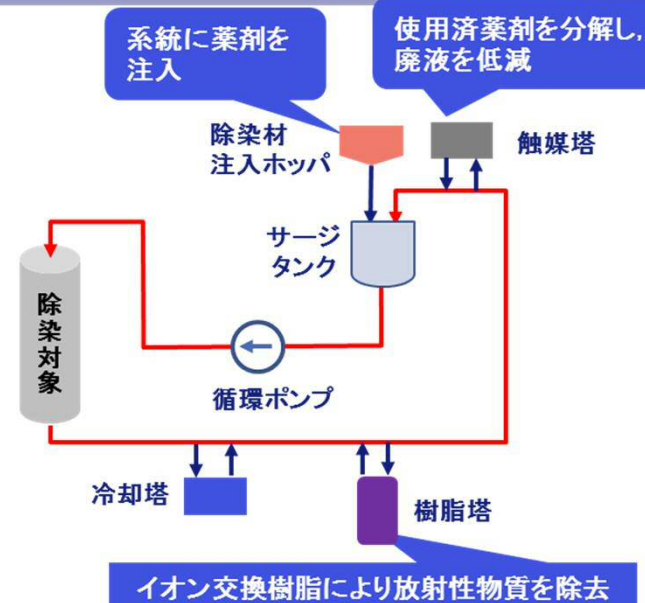 系統に薬剤を
注入
使用済薬剤を分解し,
廃液を低減
除染材
注入ホッパ
触媒塔
サージ
タンク
除染対象
循環ポンプ
冷却塔
樹脂塔
イオン交換樹脂により放射性物質を除去